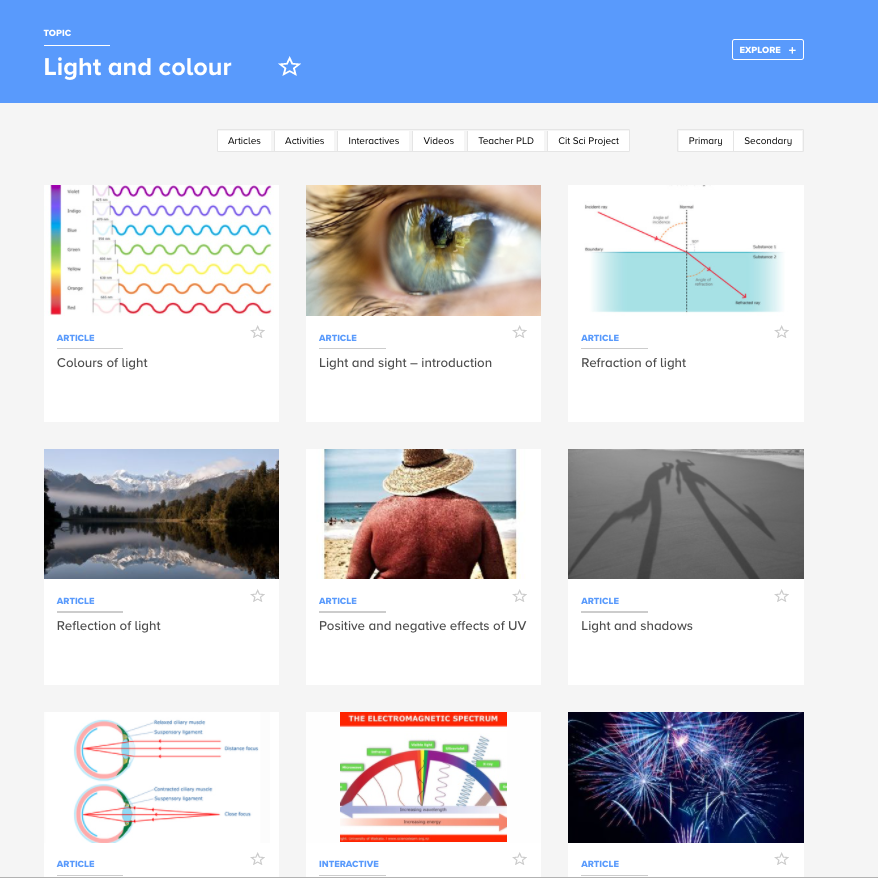 TOPIC
Light and colour
EXPLORE +
Articles
Activities
Interactives
Videos
Teacher PLD
Cit Sci Project
Primary
Secondary
Violet
Indigo
Blue
Green
Yellow
Orange
Red
Incident ray
Normal
Angle of
incidence
Boundary
Substance 1
Substance 2
Angle of
refraction
Refracted ray
ARTICLE
Colours of light
ARTICLE
Light and sight – introduction
ARTICLE
Refraction of light
ARTICLE
Reflection of light
ARTICLE
Positive and negative effects of UV
ARTICLE
Light and shadows
Relaxed ciliary muscle
Suspensory ligament
Distance focus
Contracted ciliary muscle
Suspensory ligament
Close focus
THE ELECTROMAGNETIC SPECTRUM
Visible light
Infrared
Ultraviolet
Microwaves
X-ray
Increasing wavelength
Increasing energy
ARTICLE
INTERACTIVE
ARTICLE